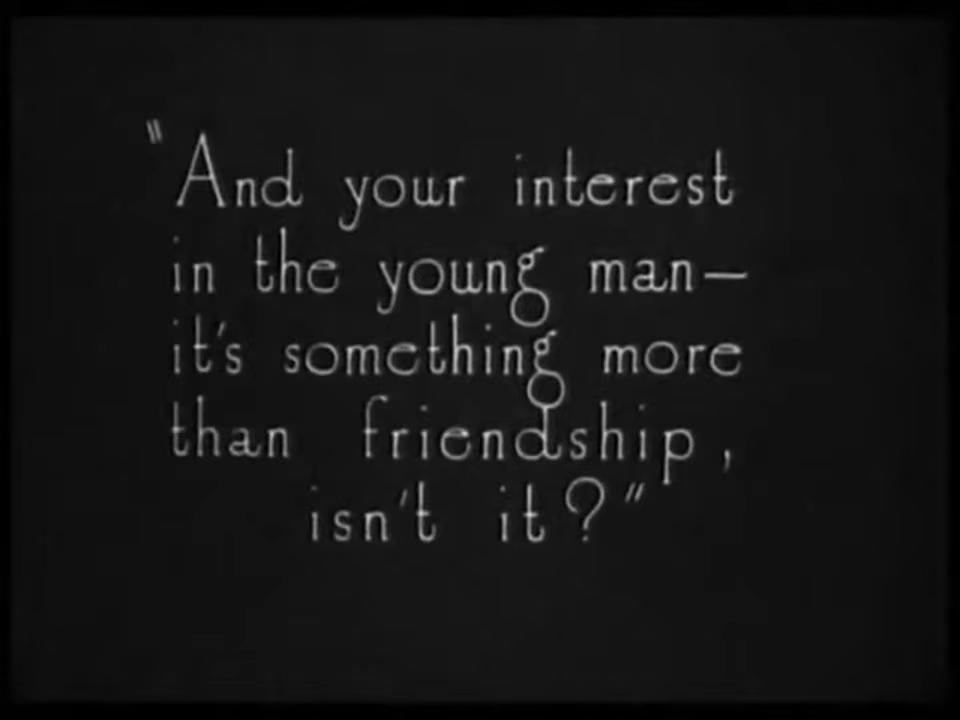 "And your interest
in the young man—
it's something more
than friendship,
isn't it?"